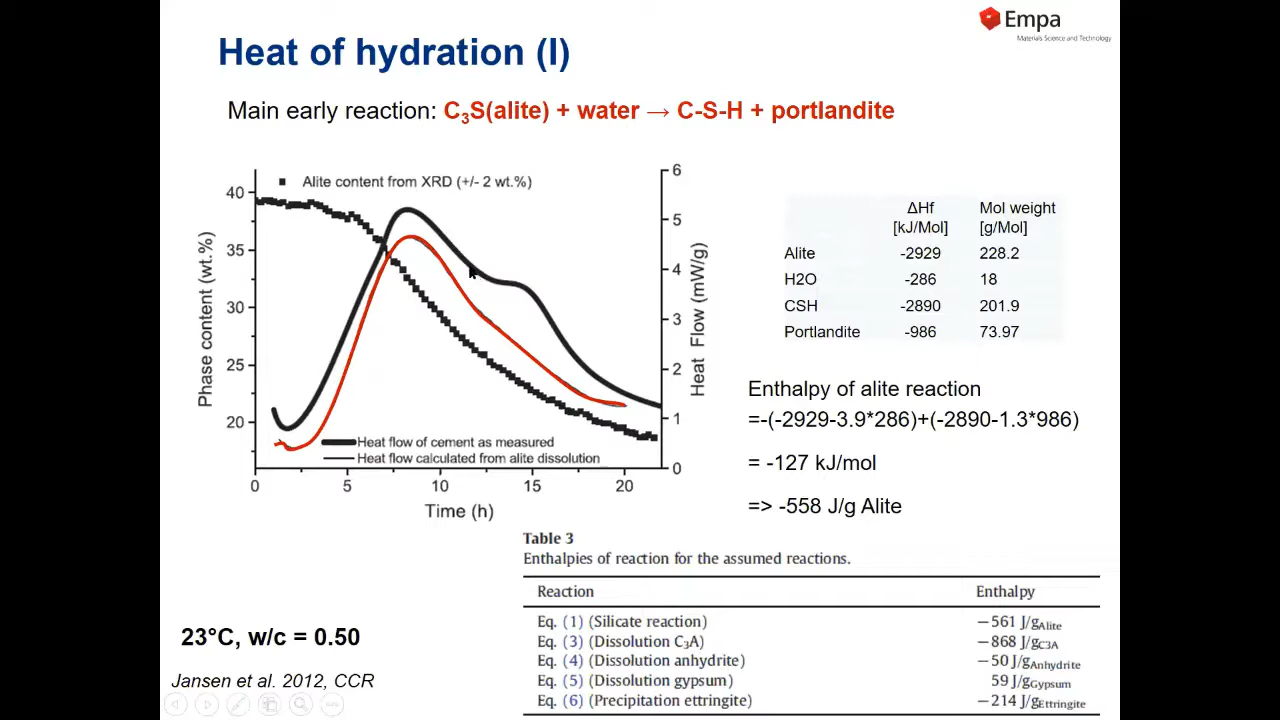 Empa
Materials Science and Technology
Heat of hydration (I)
Main early reaction: C₃S(alite) + water → C-S-H + portlandite
Alite content from XRD (+/- 2 wt.%)
Phase content (wt.%)
40
35
30
25
20
6
5
4
3
2
1
0
Heat Flow (mW/g)
Heat flow of cement as measured
Heat flow calculated from alite dissolution
0 5 10 15 20
Time (h)
ΔHf Mol weight
[kJ/Mol] [g/Mol]
Alite -2929 228.2
H2O -286 18
CSH -2890 201.9
Portlandite -986 73.97
Enthalpy of alite reaction
=-(-2929-3.9*286)+(-2890-1.3*986)
= -127 kJ/mol
=> -558 J/g Alite
Table 3
Enthalpies of reaction for the assumed reactions.
Reaction Enthalpy
Eq. (1) (Silicate reaction) −561 J/gAlite
Eq. (3) (Dissolution C₃A) −868 J/gC3A
Eq. (4) (Dissolution anhydrite) −50 J/gAnhydrite
Eq. (5) (Dissolution gypsum) 59 J/gGypsum
Eq. (6) (Precipitation ettringite) −214 J/gEttringite
23°C, w/c = 0.50
Jansen et al. 2012, CCR